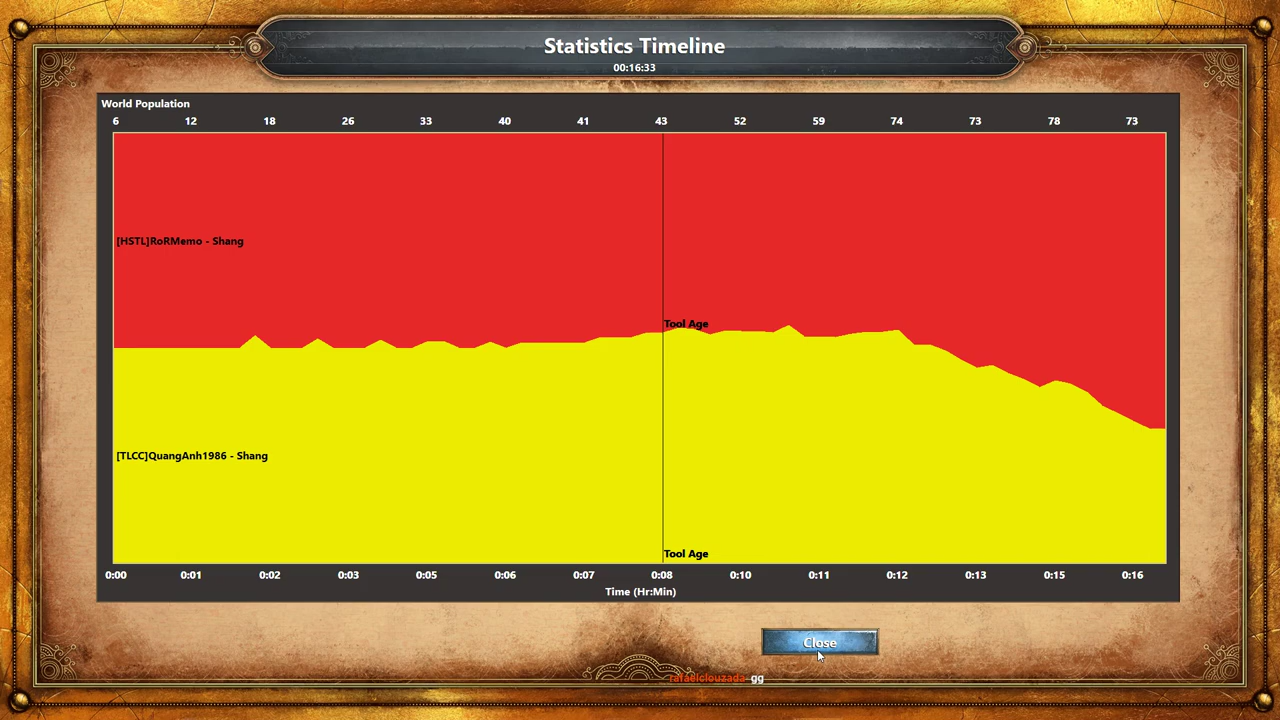 Statistics Timeline
00:16:33
World Population
6 12 18 26 33 40 41 43 52 59 74 73 78 73
[HSTL]RoRMemo - Shang
Tool Age
[TLCC]QuangAnh1986 - Shang
Tool Age
0:00 0:01 0:02 0:03 0:05 0:06 0:07 0:08 0:10 0:11 0:12 0:13 0:15 0:16
Time (Hr:Min)
Close
rafaelclouzada-gg